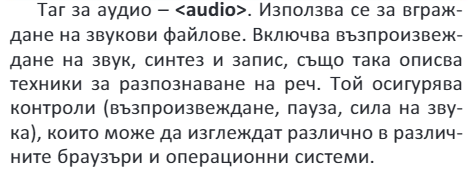 Таг за аудио – <audio>. Използва се за вграж-
дане на звукови файлове. Включва възпроизвеж-
дане на звук, синтез и запис, също така описва
техники за разпознаване на реч. Той осигурява
контроли (възпроизвеждане, пауза, сила на зву-
ка), които може да изглеждат различно в различ-
ните браузъри и операционни системи.